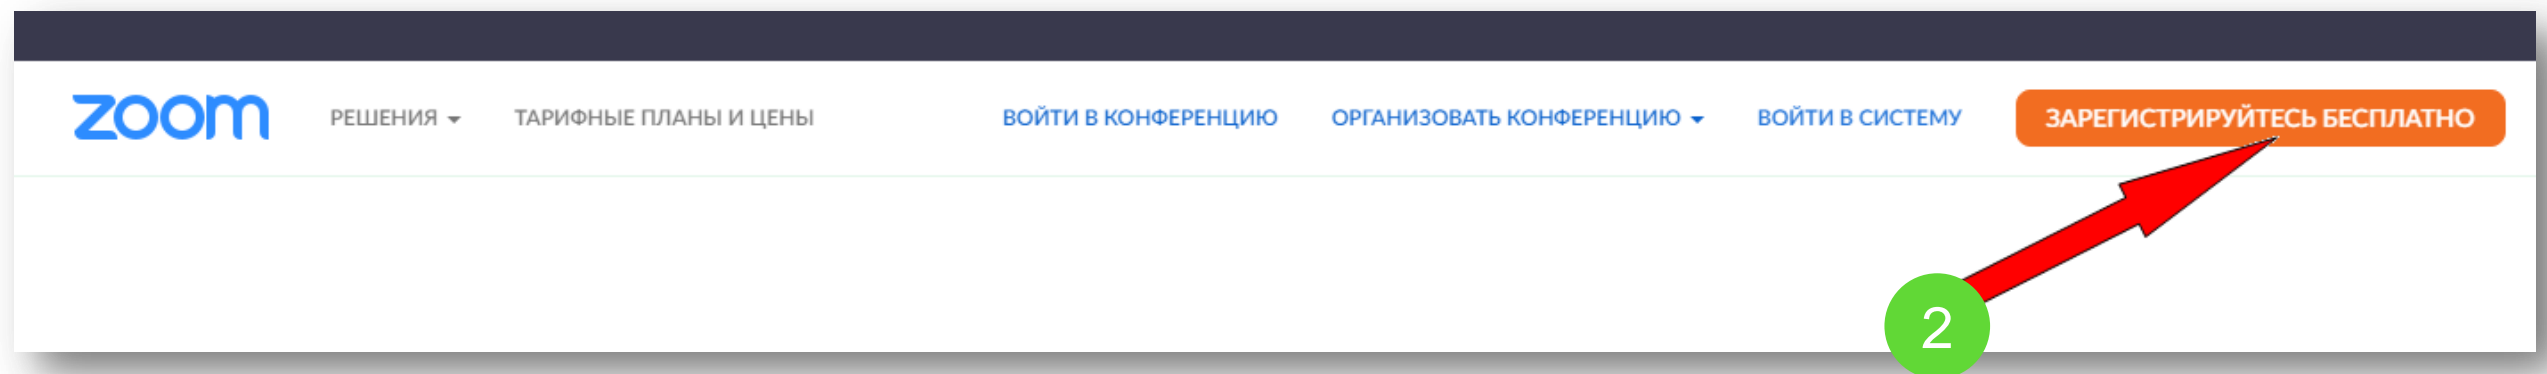 zoom РЕШЕНИЯ ТАРИФНЫЕ ПЛАНЫ И ЦЕНЫ ВОЙТИ В КОНФЕРЕНЦИЮ ОРГАНИЗОВАТЬ КОНФЕРЕНЦИЮ ВОЙТИ В СИСТЕМУ ЗАРЕГИСТРИРУЙТЕСЬ БЕСПЛАТНО
2